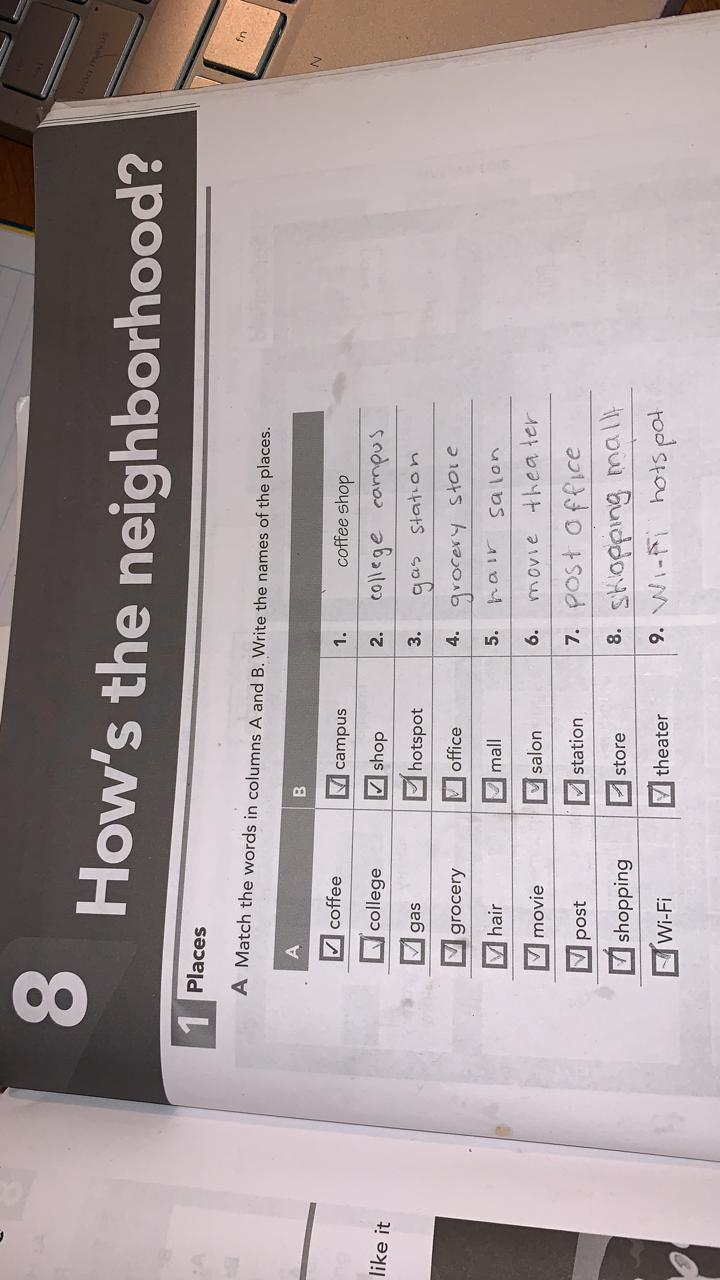 8 How's the neighborhood?
1 Places
A Match the words in columns A and B. Write the names of the places.
A B
✓ coffee ✓ campus 1. coffee shop
✓ college ✓ shop 2. college campus
✓ gas ✓ hotspot 3. gas station
✓ grocery ✓ office 4. grocery store
✓ hair ✓ mall 5. hair salon
✓ movie ✓ salon 6. movie theater
✓ post ✓ station 7. post office
✓ shopping ✓ store 8. shopping mall
✓ Wi-Fi ✓ theater 9. Wi-Fi hotspot
like it
fn
N